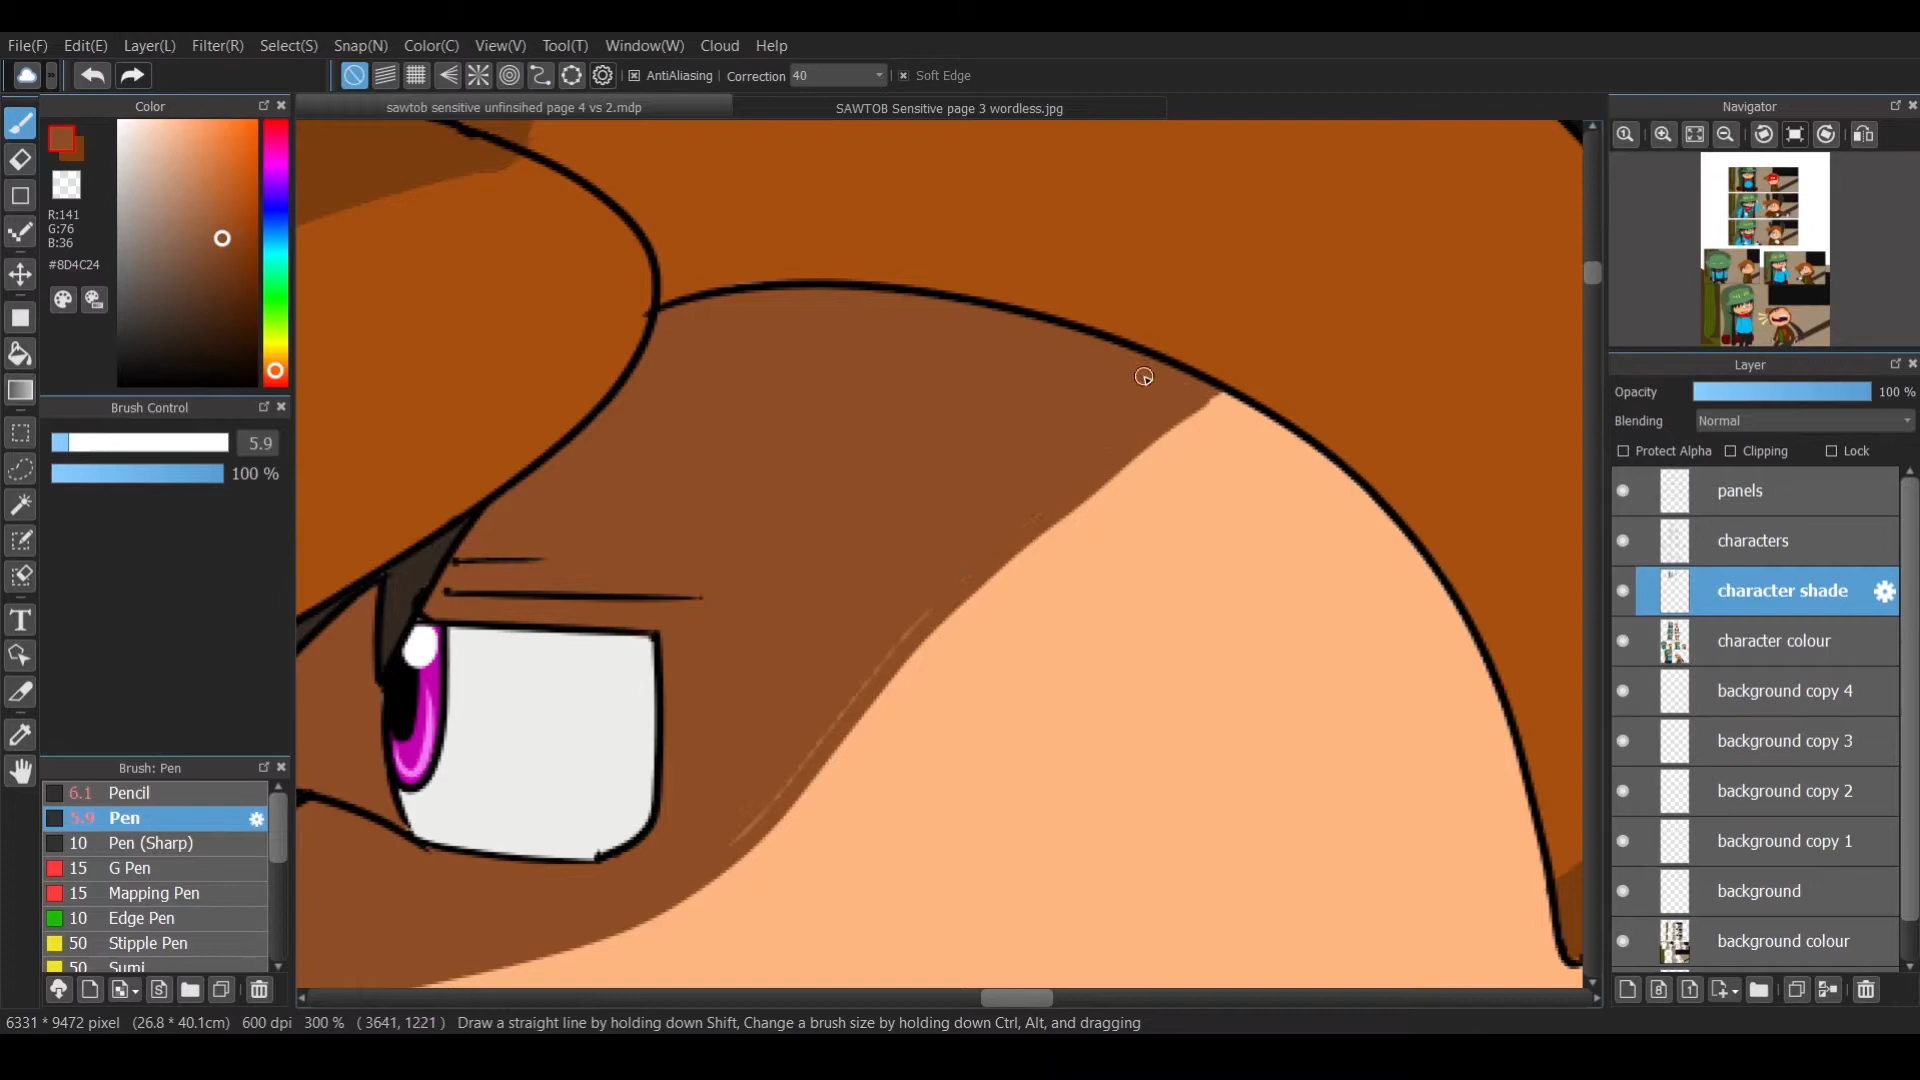 File(F) Edit(E) Layer(L) Filter(R) Select(S) Snap(N) Color(C) View(V) Tool(T) Window(W) Cloud Help
AntiAliasing Correction 40 Soft Edge
Color
sawtob sensitive unfinsihed page 4 vs 2.mdp
SAWTOB Sensitive page 3 wordless.jpg
Navigator
R:141
G:76
B:36
#8D4C24
Layer
Opacity 100 %
Brush Control
Blending Normal
5.9
Protect Alpha Clipping Lock
100 %
panels
characters
character shade
character colour
background copy 4
background copy 3
Brush: Pen
6.1 Pencil
background copy 2
5.9 Pen
10 Pen (Sharp)
background copy 1
15 G Pen
15 Mapping Pen
background
10 Edge Pen
50 Stipple Pen
background colour
50 Sumi
6331 * 9472 pixel (26.8 * 40.1cm) 600 dpi 300 % ( 3641, 1221 ) Draw a straight line by holding down Shift, Change a brush size by holding down Ctrl, Alt, and dragging